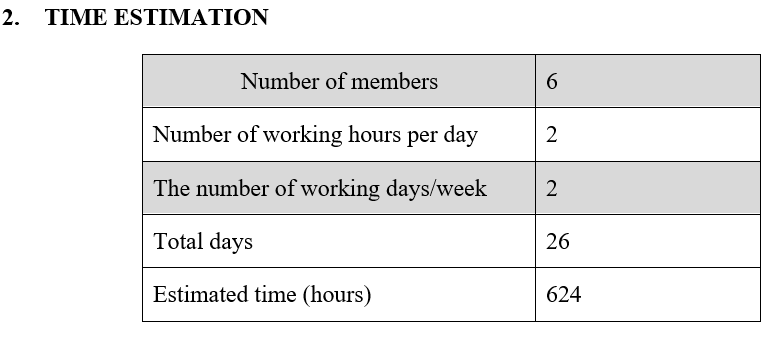 2. TIME ESTIMATION
Number of members 6
Number of working hours per day 2
The number of working days/week 2
Total days 26
Estimated time (hours) 624